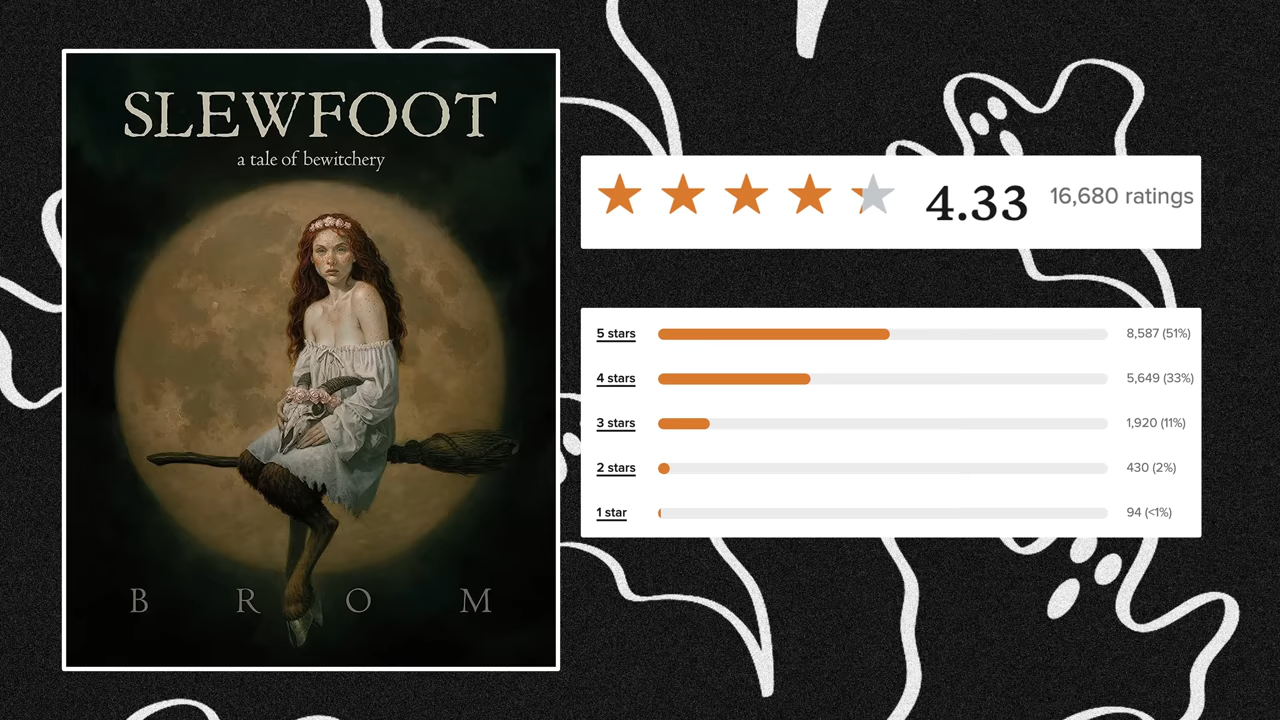 SLEWFOOT
a tale of bewitchery
B R O M
4.33 16,680 ratings
5 stars 8,587 (51%)
4 stars 5,649 (33%)
3 stars 1,920 (11%)
2 stars 430 (2%)
1 star 94 (<1%)